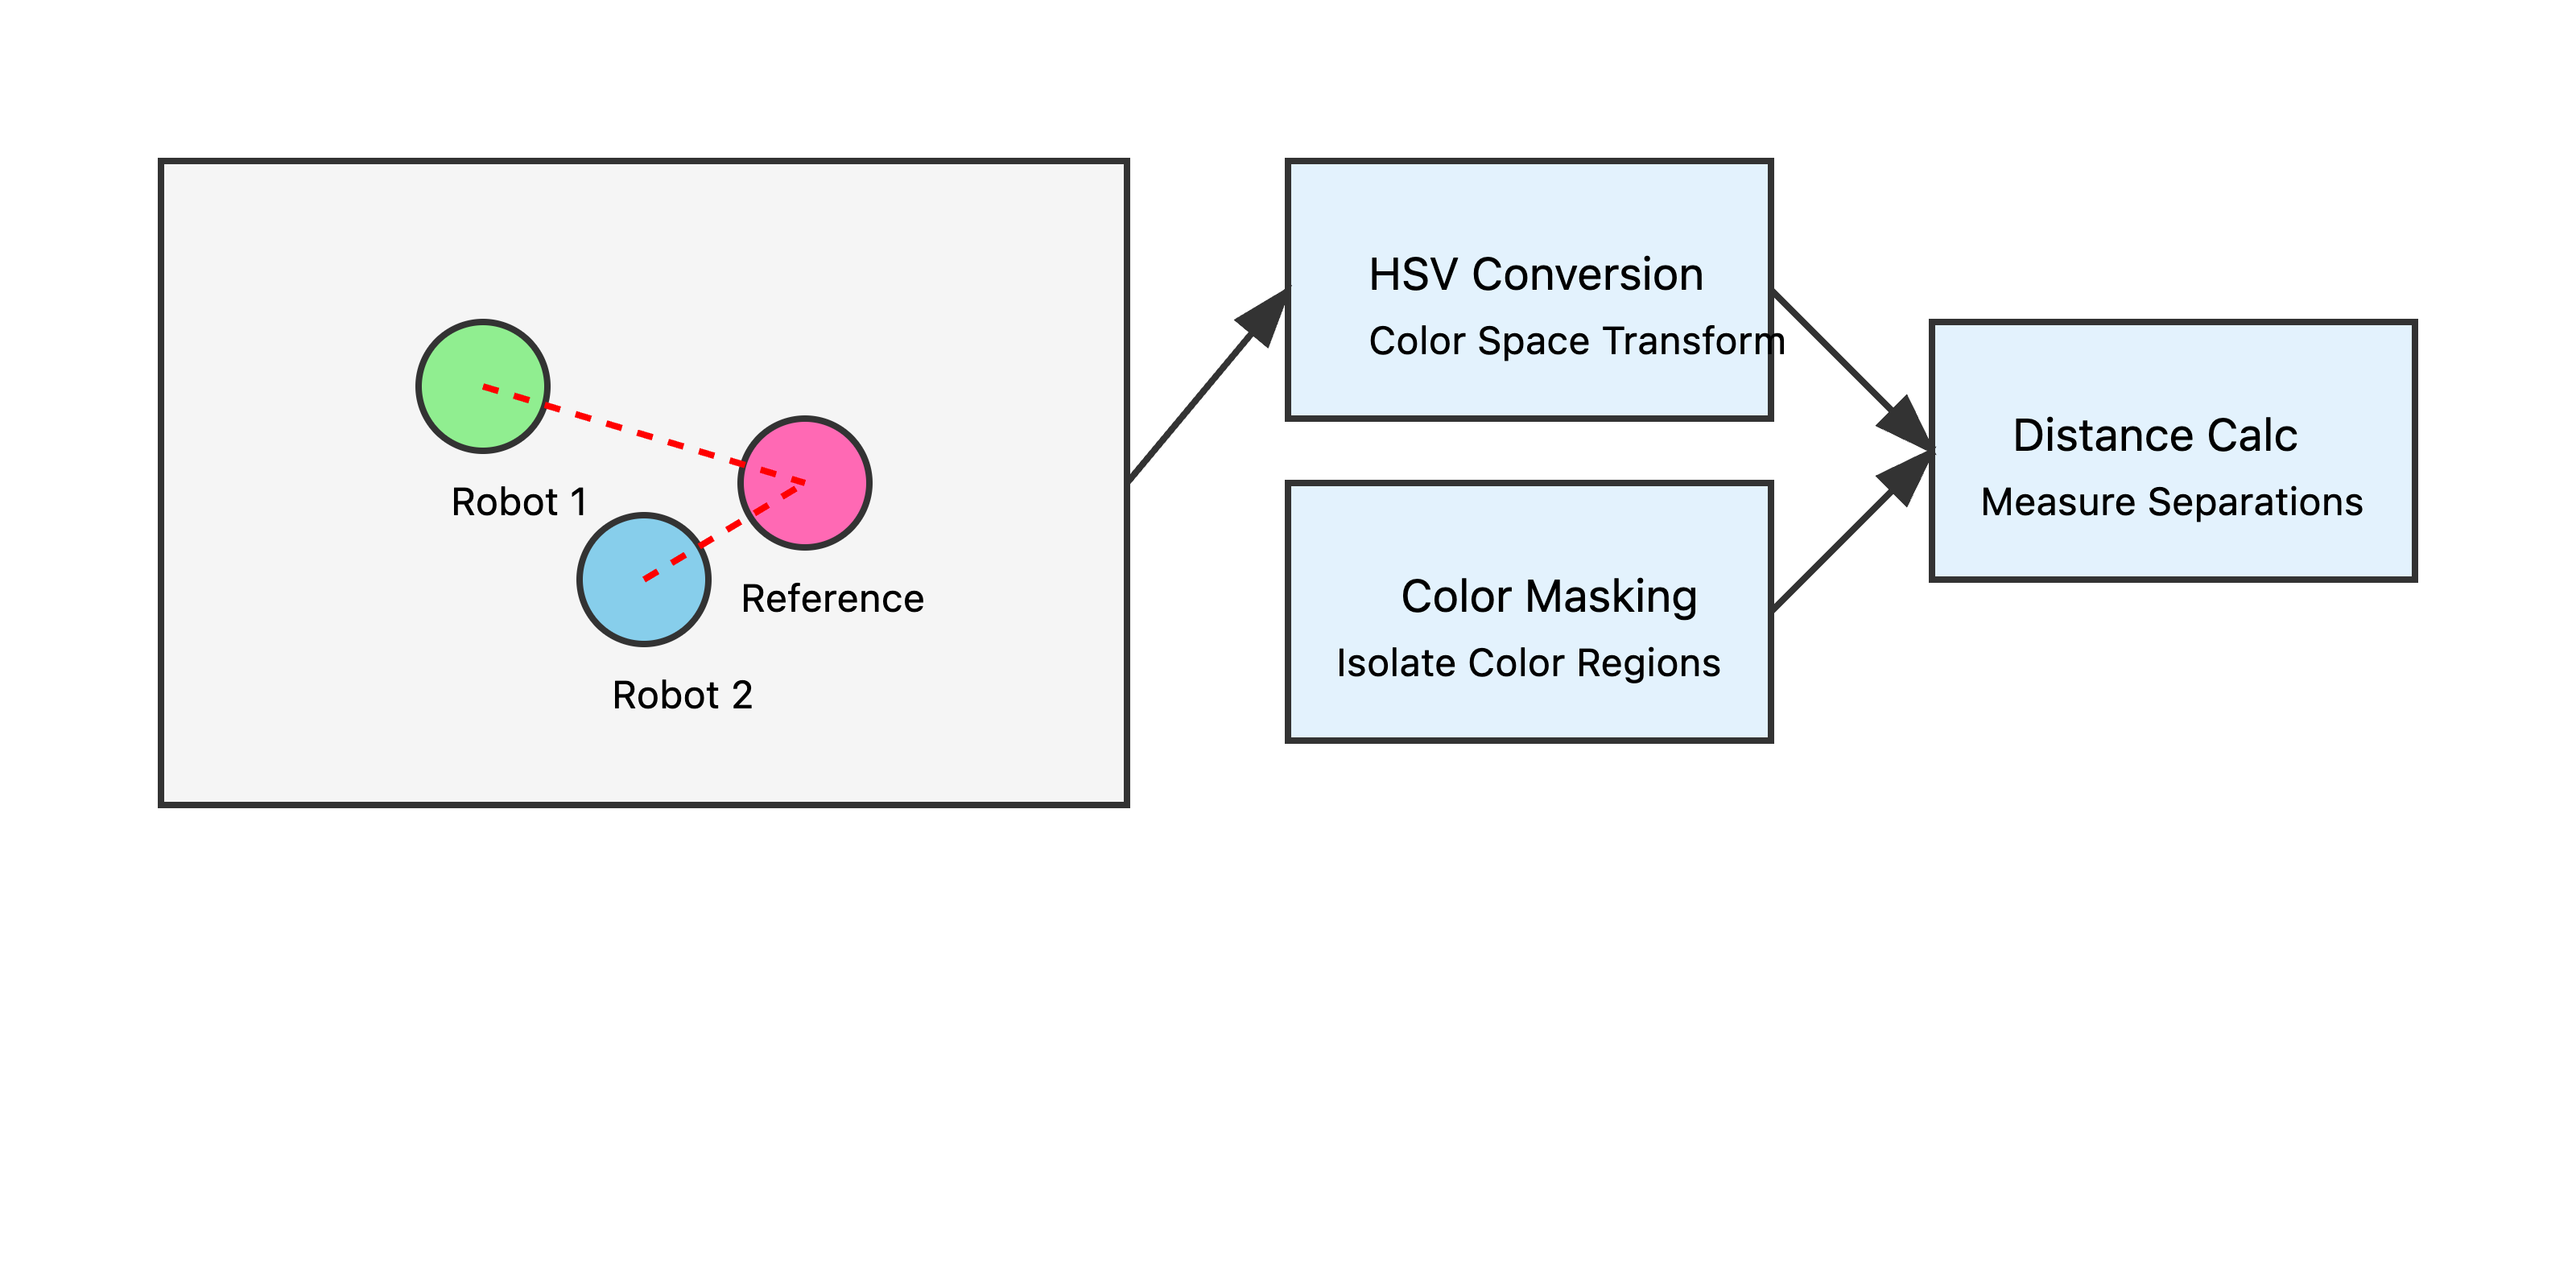 Robot 1
Reference
Robot 2
HSV Conversion
Color Space Transform
Color Masking
Isolate Color Regions
Distance Calc
Measure Separations